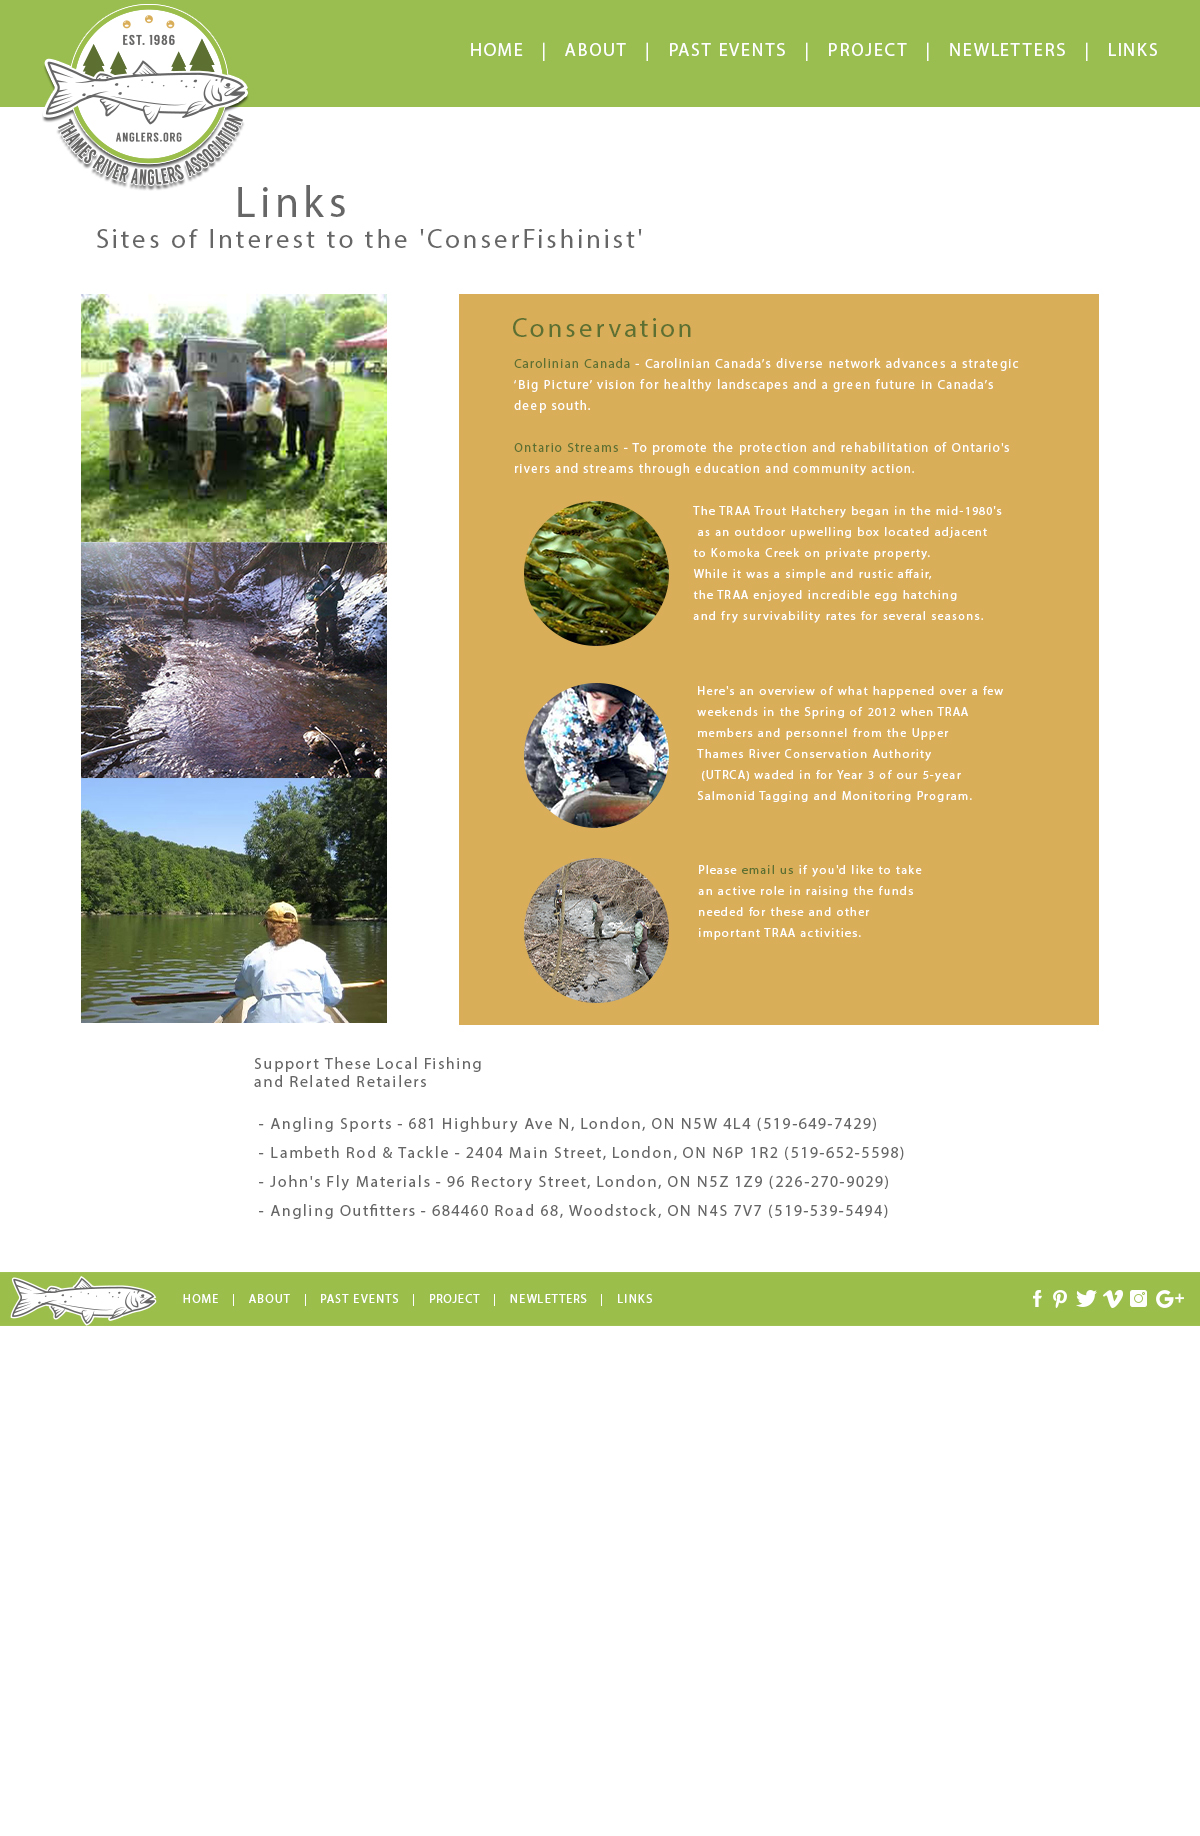 EST. 1986
ANGLERS.ORG
THAMES RIVER ANGLERS ASSOCIATION
HOME | ABOUT | PAST EVENTS | PROJECT | NEWLETTERS | LINKS
Links
Sites of Interest to the 'ConserFishinist'
Conservation
Carolinian Canada - Carolinian Canada’s diverse network advances a strategic
‘Big Picture’ vision for healthy landscapes and a green future in Canada’s
deep south.
Ontario Streams - To promote the protection and rehabilitation of Ontario's
rivers and streams through education and community action.
The TRAA Trout Hatchery began in the mid-1980's
as an outdoor upwelling box located adjacent
to Komoka Creek on private property.
While it was a simple and rustic affair,
the TRAA enjoyed incredible egg hatching
and fry survivability rates for several seasons.
Here's an overview of what happened over a few
weekends in the Spring of 2012 when TRAA
members and personnel from the Upper
Thames River Conservation Authority
(UTRCA) waded in for Year 3 of our 5-year
Salmonid Tagging and Monitoring Program.
Please email us if you'd like to take
an active role in raising the funds
needed for these and other
important TRAA activities.
Support These Local Fishing
and Related Retailers
- Angling Sports - 681 Highbury Ave N, London, ON N5W 4L4 (519-649-7429)
- Lambeth Rod & Tackle - 2404 Main Street, London, ON N6P 1R2 (519-652-5598)
- John's Fly Materials - 96 Rectory Street, London, ON N5Z 1Z9 (226-270-9029)
- Angling Outfitters - 684460 Road 68, Woodstock, ON N4S 7V7 (519-539-5494)
HOME | ABOUT | PAST EVENTS | PROJECT | NEWLETTERS | LINKS